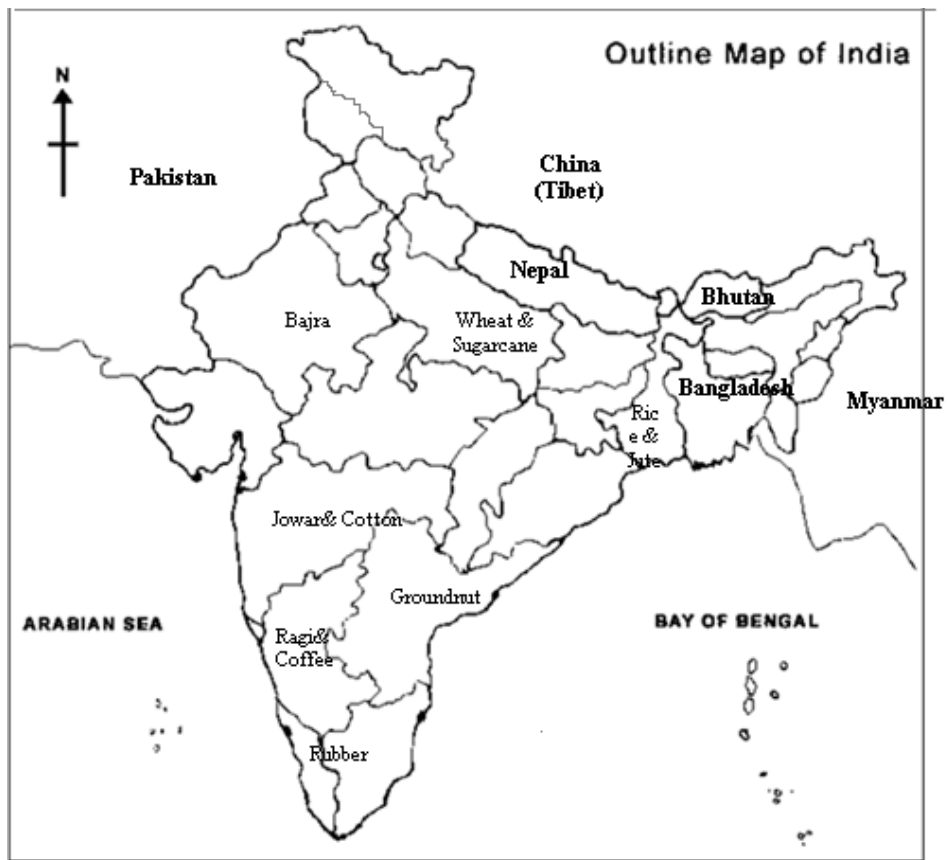 Outline Map of India
N
China
(Tibet)
Pakistan
Nepal
Bhutan
Bajra
Wheat &
Sugarcane
Bangladesh
Myanmar
Ric
e &
Jute
Jowar& Cotton
Groundnut
ARABIAN SEA
BAY OF BENGAL
Ragi&
Coffee
Rubber